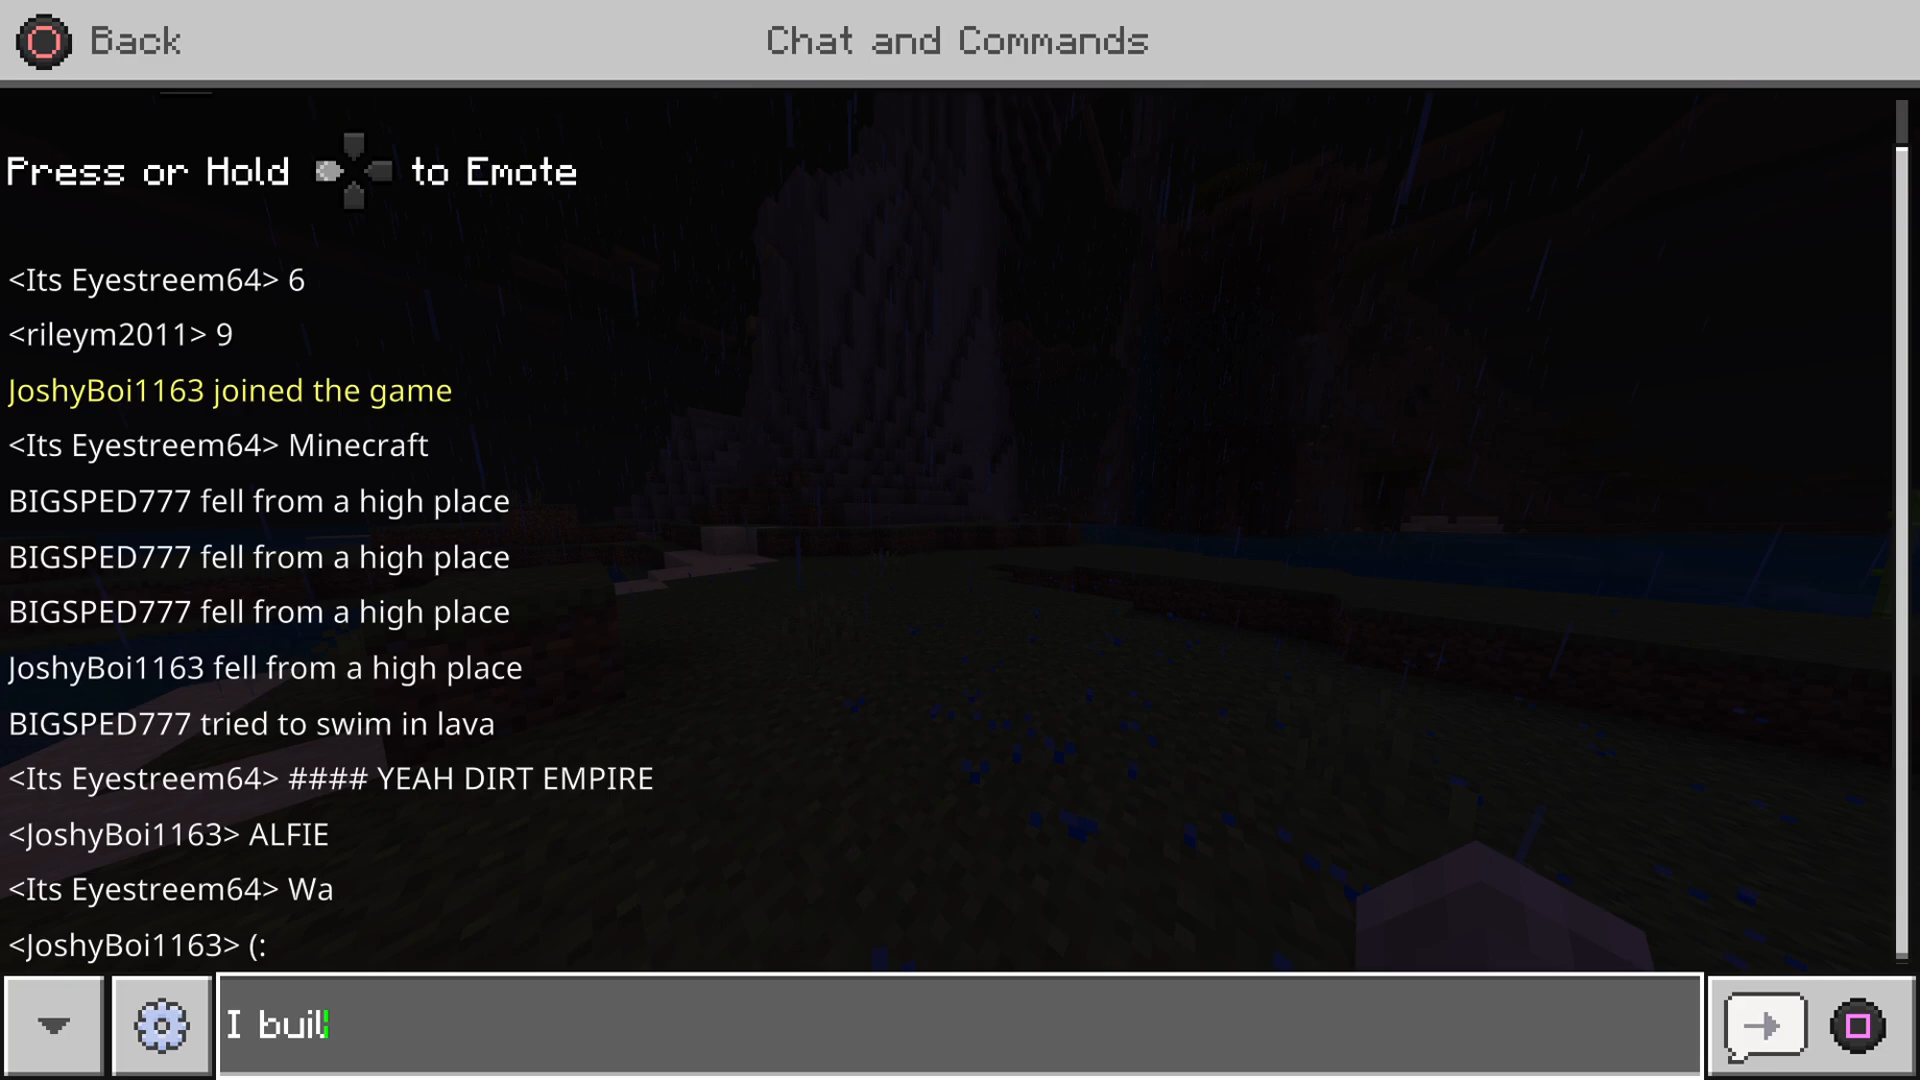 Back
Chat and Commands
Press or Hold to Emote
<Its Eyestreem64> 6
<rileym2011> 9
JoshyBoi1163 joined the game
<Its Eyestreem64> Minecraft
BIGSPED777 fell from a high place
BIGSPED777 fell from a high place
BIGSPED777 fell from a high place
JoshyBoi1163 fell from a high place
BIGSPED777 tried to swim in lava
<Its Eyestreem64> #### YEAH DIRT EMPIRE
<JoshyBoi1163> ALFIE
<Its Eyestreem64> Wa
<JoshyBoi1163> (:
I buil